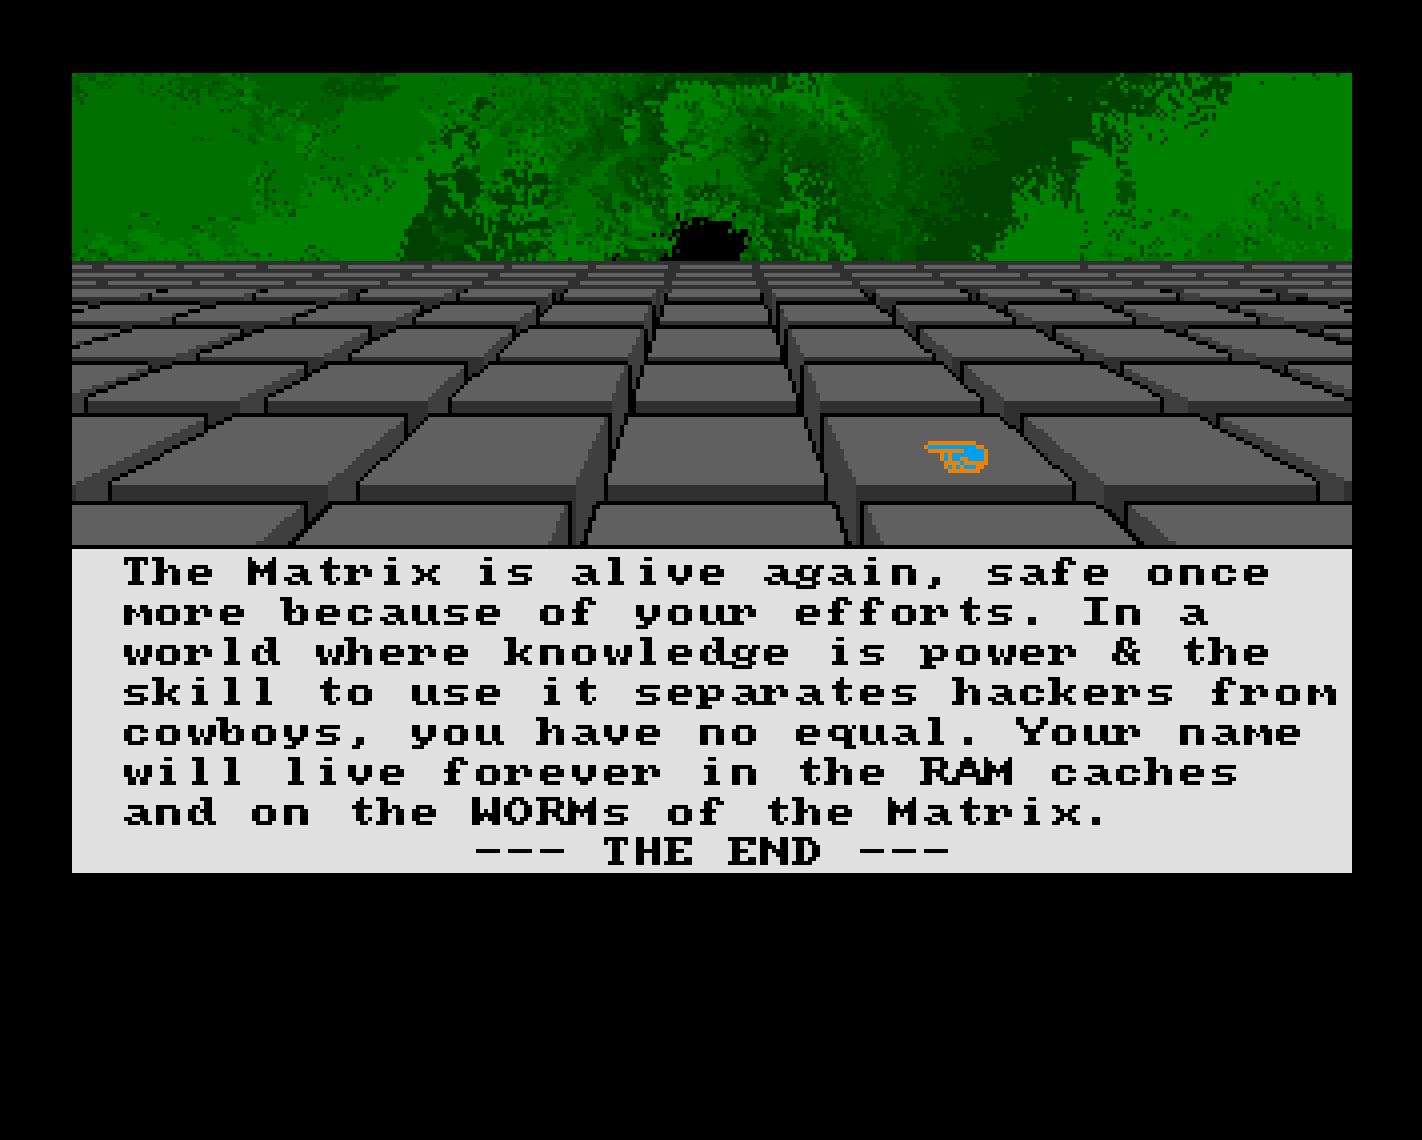 The Matrix is alive again, safe once
more because of your efforts. In a
world where knowledge is power & the
skill to use it separates hackers from
cowboys, you have no equal. Your name
will live forever in the RAM caches
and on the WORMs of the Matrix.
--- THE END ---